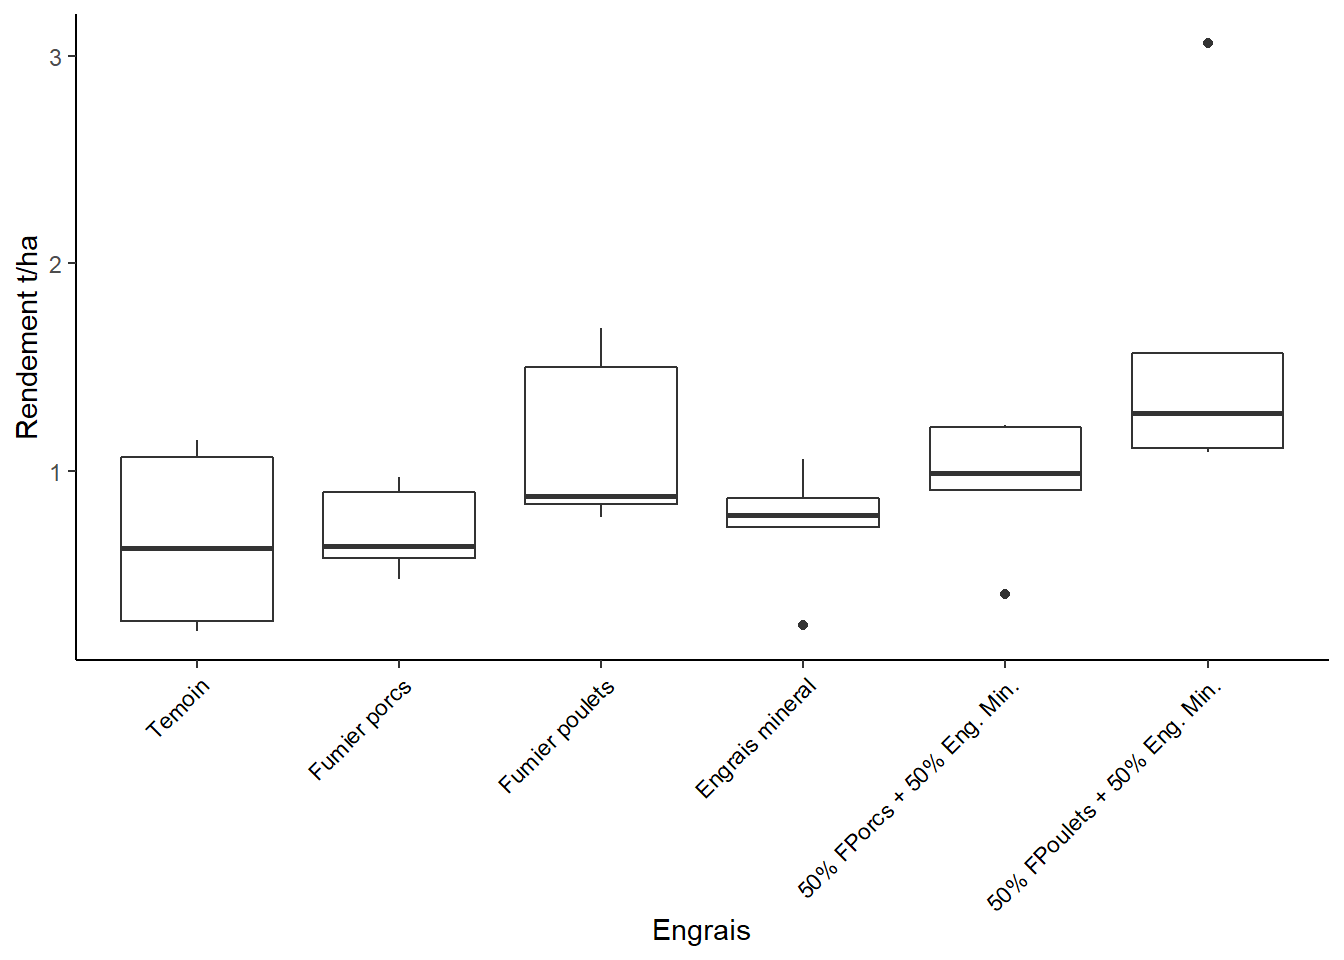 Rendement t/ha
3
2
1
Temoin
Fumier porcs
Fumier poulets
Engrais mineral
50% FPorcs + 50% Eng. Min.
50% FPoulets + 50% Eng. Min.
Engrais